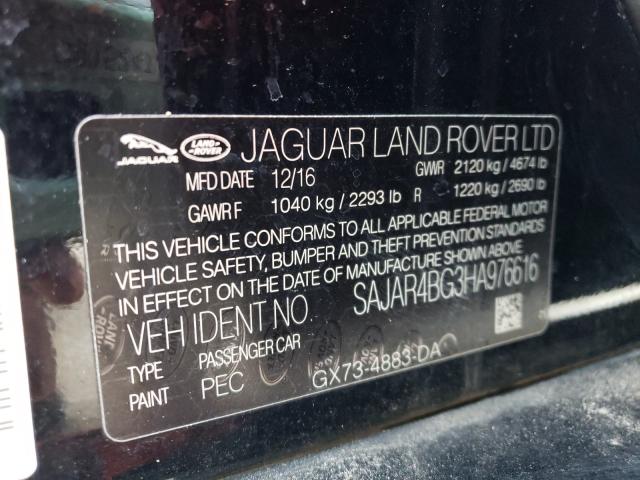 JAGUAR LAND-ROVER JAGUAR LAND ROVER LTD
MFD DATE 12/16 GWR 2120 kg / 4674 lb
GAWR F 1040 kg / 2293 lb R 1220 kg / 2690 lb
THIS VEHICLE CONFORMS TO ALL APPLICABLE FEDERAL MOTOR
VEHICLE SAFETY, BUMPER AND THEFT PREVENTION STANDARDS
IN EFFECT ON THE DATE OF MANUFACTURE SHOWN ABOVE
VEH IDENT NO. SAJAR4BG3HA976616
TYPE PASSENGER CAR
PAINT PEC GX73-4883-DA